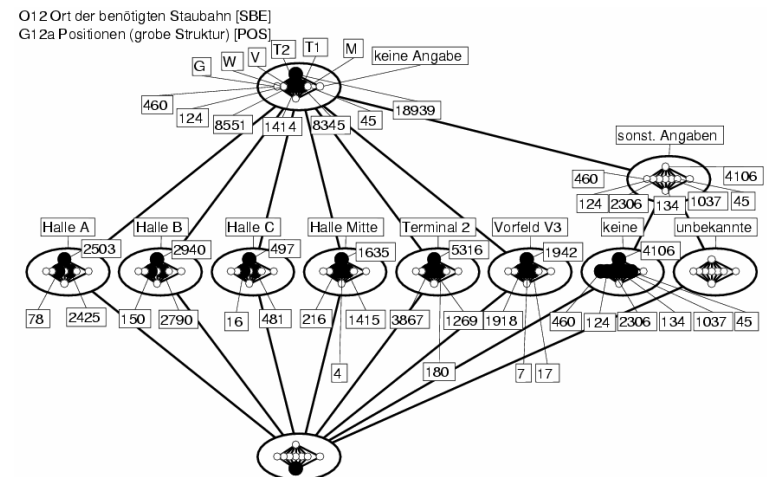 O12 Ort der benötigten Staubahn [SBE]
G12a Positionen (grobe Struktur) [POS]
G W V T2 T1 M keine Angabe
460 124 8551 1414 8345 45 18939
sonst. Angaben
460 4106
124 2306 134 1037 45
Halle A Halle B Halle C Halle Mitte Terminal 2 Vorfeld V3 keine unbekannte
2503 2940 497 1635 5316 1942 4106
78 2425 150 2790 16 481 216 1415 3867 1269 1918 460 124 2306 134 1037 45
4 180 7 17